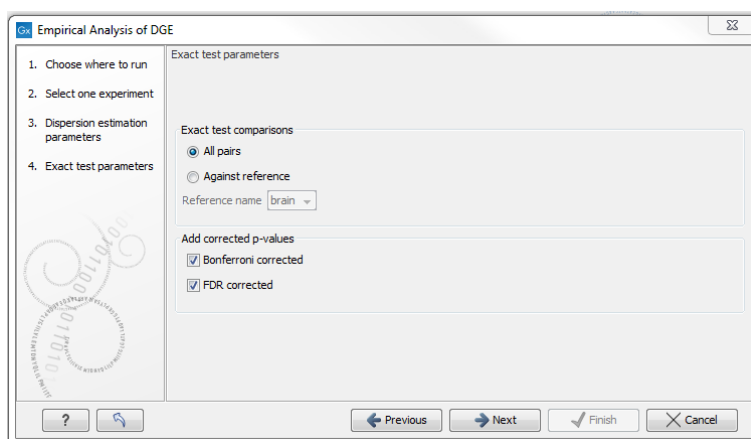 Gx Empirical Analysis of DGE
1. Choose where to run
2. Select one experiment
3. Dispersion estimation
parameters
4. Exact test parameters
Exact test parameters
Exact test comparisons
All pairs
Against reference
Reference name brain
Add corrected p-values
Bonferroni corrected
FDR corrected
? Previous Next Finish Cancel